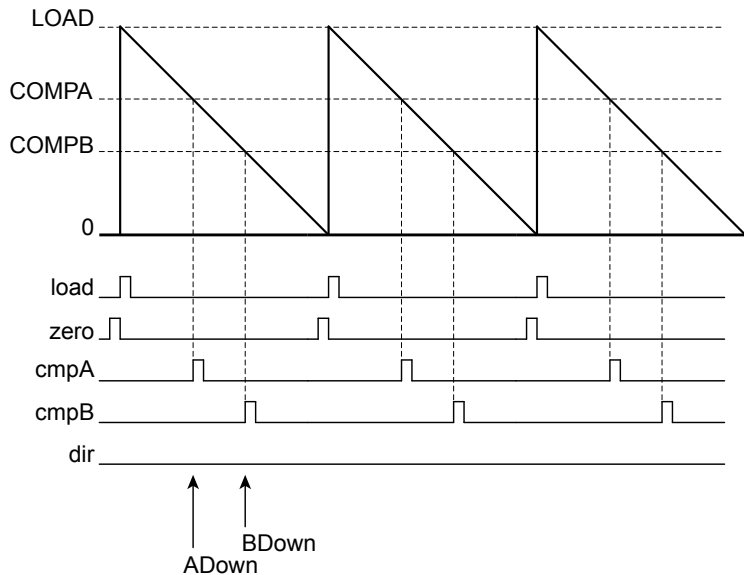 LOAD
COMPA
COMPB
0
load
zero
cmpA
cmpB
dir
BDown
ADown